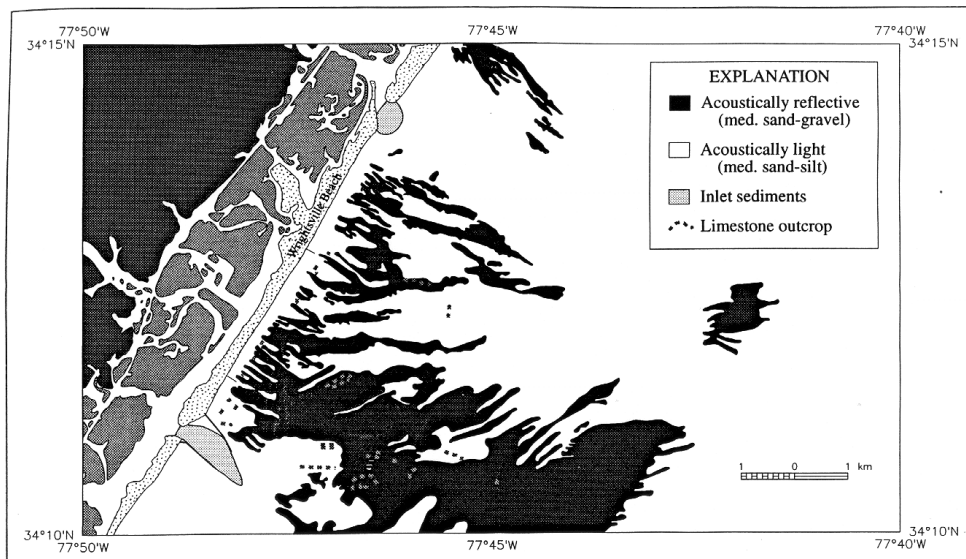 77°50'W 77°45'W 77°40'W
34°15'N 34°15'N
EXPLANATION
Acoustically reflective
(med. sand-gravel)
Acoustically light
(med. sand-silt)
Inlet sediments
Limestone outcrop
Wrightsville Beach
1 0 1 km
34°10'N 34°10'N
77°50'W 77°45'W 77°40'W